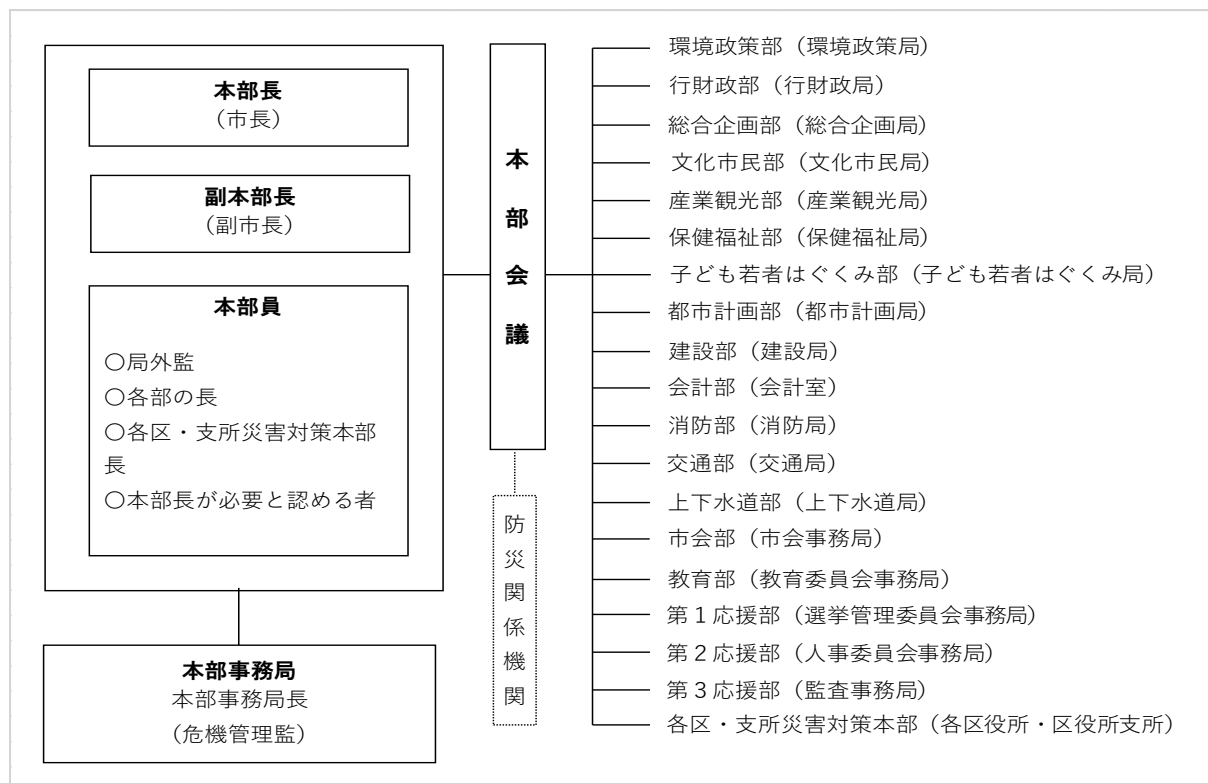 本部長
(市長)
副本部長
(副市長)
本部員
○局外監
○各部の長
○各区・支所災害対策本部
長
○本部長が必要と認める者
本部事務局
本部事務局長
(危機管理監)
本部会議
防災関係機関
環境政策部（環境政策局）
行財政部（行財政局）
総合企画部（総合企画局）
文化市民部（文化市民局）
産業観光部（産業観光局）
保健福祉部（保健福祉局）
子ども若者はぐくみ部（子ども若者はぐくみ局）
都市計画部（都市計画局）
建設部（建設局）
会計部（会計室）
消防部（消防局）
交通部（交通局）
上下水道部（上下水道局）
市会部（市会事務局）
教育部（教育委員会事務局）
第１応援部（選挙管理委員会事務局）
第２応援部（人事委員会事務局）
第３応援部（監査事務局）
各区・支所災害対策本部（各区役所・区役所支所）